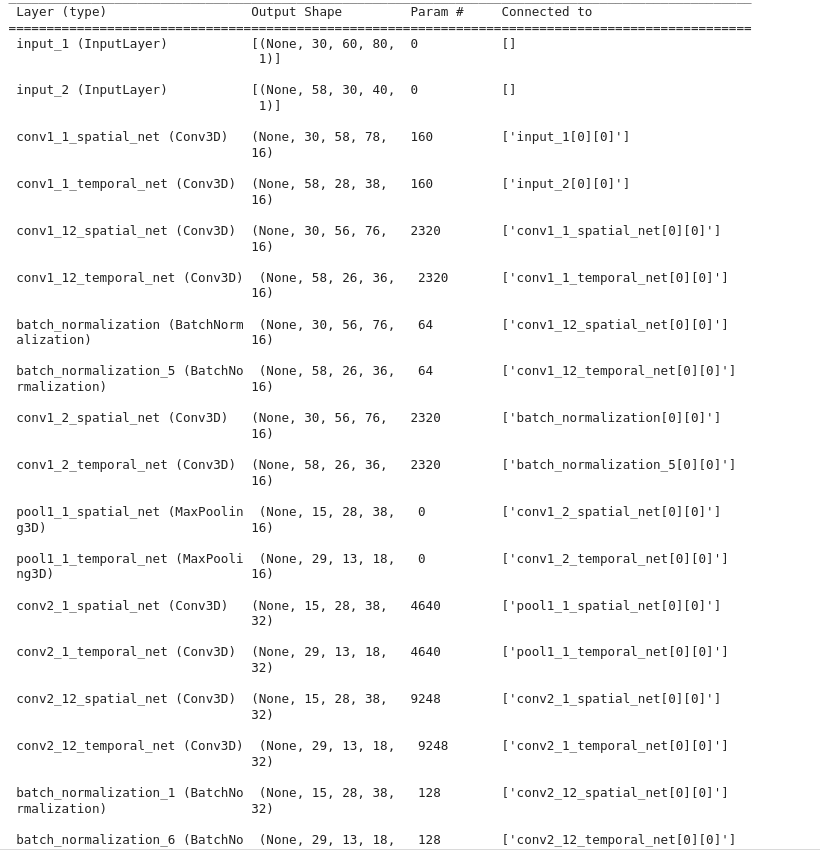 Layer (type) Output Shape Param # Connected to
==================================================================================================
input_1 (InputLayer) [(None, 30, 60, 80, 0 []
1)]
input_2 (InputLayer) [(None, 58, 30, 40, 0 []
1)]
conv1_1_spatial_net (Conv3D) (None, 30, 58, 78, 160 ['input_1[0][0]']
16)
conv1_1_temporal_net (Conv3D) (None, 58, 28, 38, 160 ['input_2[0][0]']
16)
conv1_12_spatial_net (Conv3D) (None, 30, 56, 76, 2320 ['conv1_1_spatial_net[0][0]']
16)
conv1_12_temporal_net (Conv3D) (None, 58, 26, 36, 2320 ['conv1_1_temporal_net[0][0]']
16)
batch_normalization (BatchNorm (None, 30, 56, 76, 64 ['conv1_12_spatial_net[0][0]']
alization) 16)
batch_normalization_5 (BatchNo (None, 58, 26, 36, 64 ['conv1_12_temporal_net[0][0]']
rmalization) 16)
conv1_2_spatial_net (Conv3D) (None, 30, 56, 76, 2320 ['batch_normalization[0][0]']
16)
conv1_2_temporal_net (Conv3D) (None, 58, 26, 36, 2320 ['batch_normalization_5[0][0]']
16)
pool1_1_spatial_net (MaxPoolin (None, 15, 28, 38, 0 ['conv1_2_spatial_net[0][0]']
g3D) 16)
pool1_1_temporal_net (MaxPooli (None, 29, 13, 18, 0 ['conv1_2_temporal_net[0][0]']
ng3D) 16)
conv2_1_spatial_net (Conv3D) (None, 15, 28, 38, 4640 ['pool1_1_spatial_net[0][0]']
32)
conv2_1_temporal_net (Conv3D) (None, 29, 13, 18, 4640 ['pool1_1_temporal_net[0][0]']
32)
conv2_12_spatial_net (Conv3D) (None, 15, 28, 38, 9248 ['conv2_1_spatial_net[0][0]']
32)
conv2_12_temporal_net (Conv3D) (None, 29, 13, 18, 9248 ['conv2_1_temporal_net[0][0]']
32)
batch_normalization_1 (BatchNo (None, 15, 28, 38, 128 ['conv2_12_spatial_net[0][0]']
rmalization) 32)
batch_normalization_6 (BatchNo (None, 29, 13, 18, 128 ['conv2_12_temporal_net[0][0]']